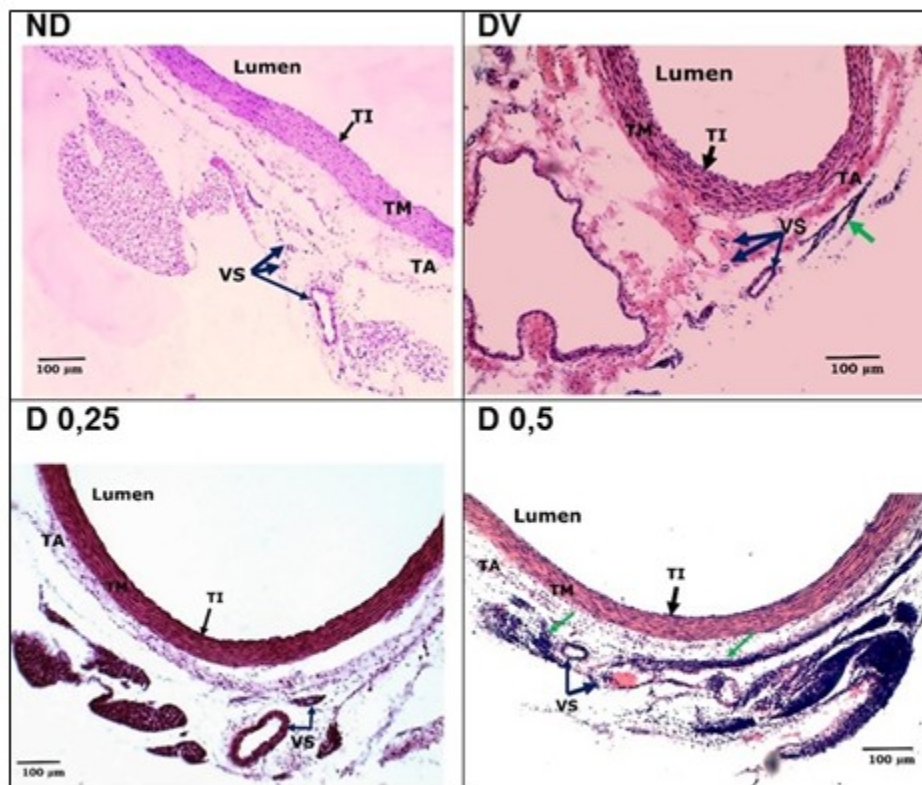 ND
Lumen
TI
TM
TA
VS
100 µm
DV
Lumen
TM
TI
TA
VS
100 µm
D 0,25
Lumen
TA
TM
TI
VS
100 µm
D 0,5
Lumen
TA
TI
TM
VS
100 µm